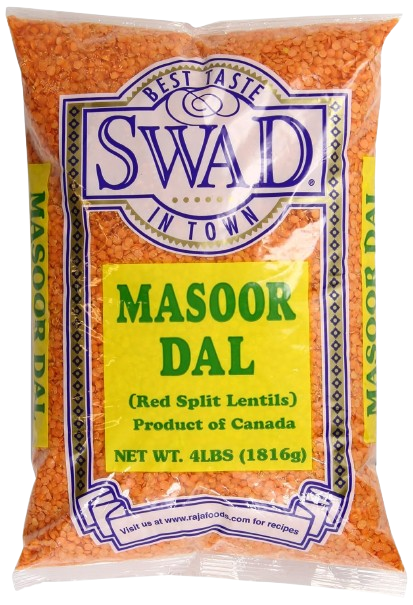 BEST TASTE
SWAD®
IN TOWN
MASOOR DAL
MASOOR
DAL
(Red Split Lentils)
Product of Canada
NET WT. 4LBS (1816g)
MASOOR DAL
Visit us at www.rajafoods.com for recipes